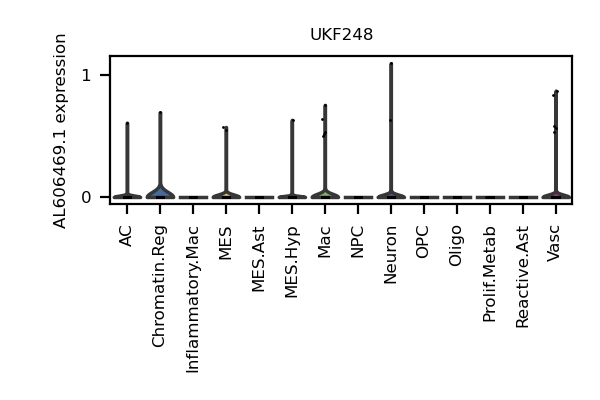 UKF248
AL606469.1 expression
1
0
AC
Chromatin.Reg
Inflammatory.Mac
MES
MES.Ast
MES.Hyp
Mac
NPC
Neuron
OPC
Oligo
Prolif.Metab
Reactive.Ast
Vasc